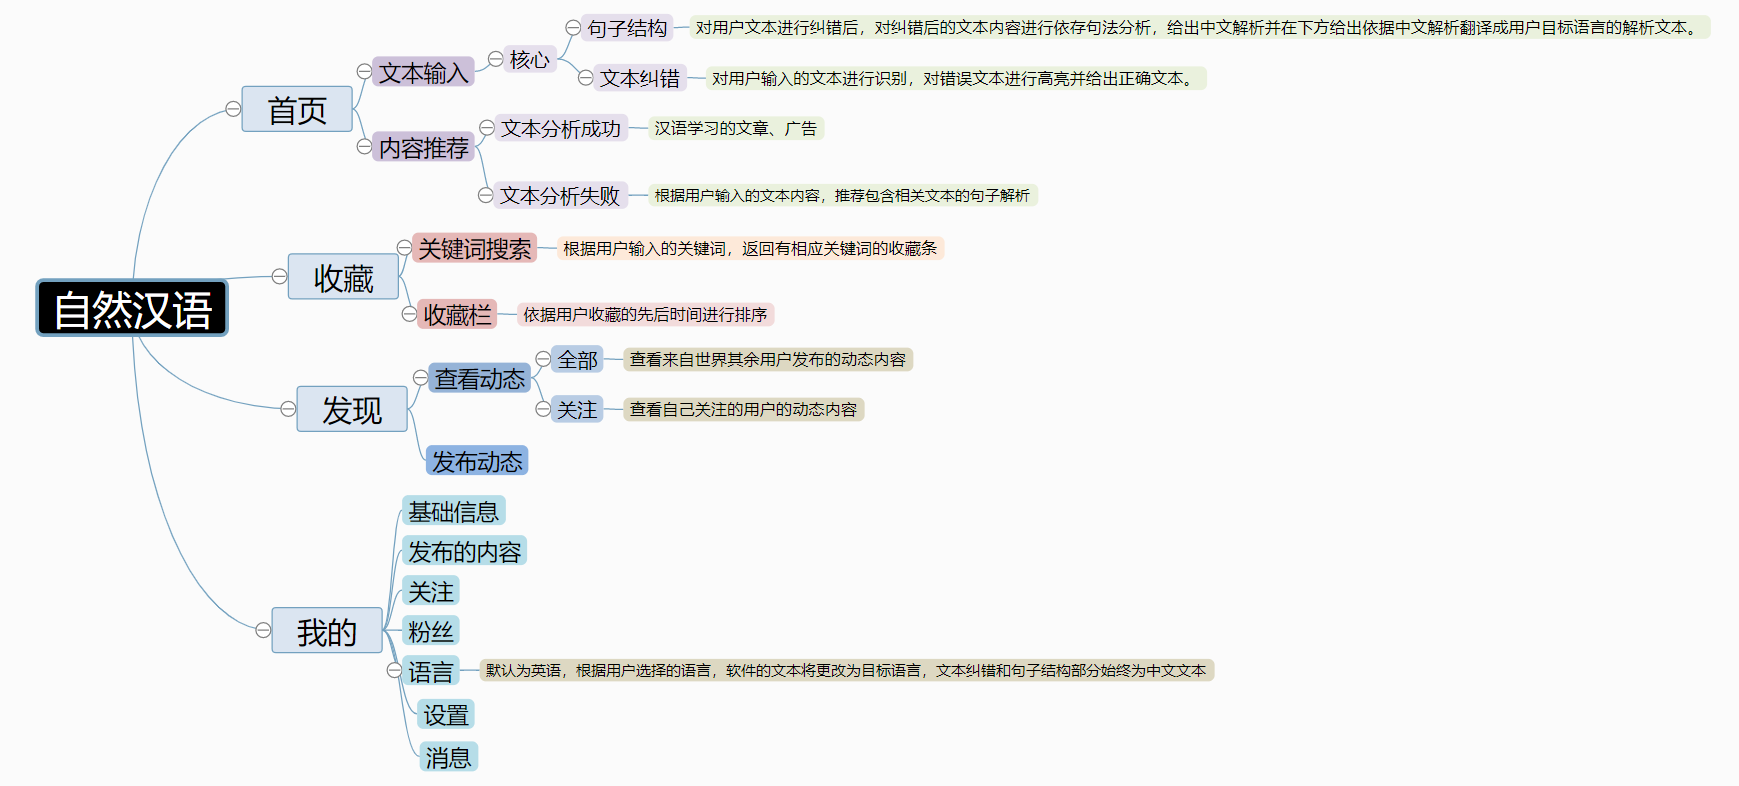 自然汉语
首页
文本输入
核心
句子结构
对用户文本进行纠错后，对纠错后的文本内容进行依存句法分析，给出中文解析并在下方给出依据中文解析翻译成用户目标语言的解析文本。
文本纠错
对用户输入的文本进行识别，对错误文本进行高亮并给出正确文本。
内容推荐
文本分析成功
汉语学习的文章、广告
文本分析失败
根据用户输入的文本内容，推荐包含相关文本的句子解析
收藏
关键词搜索
根据用户输入的关键词，返回有相应关键词的收藏条
收藏栏
依据用户收藏的先后时间进行排序
发现
查看动态
全部
查看来自世界其余用户发布的动态内容
关注
查看自己关注的用户的动态内容
发布动态
我的
基础信息
发布的内容
关注
粉丝
语言
默认为英语，根据用户选择的语言，软件的文本将更改为目标语言，文本纠错和句子结构部分始终为中文文本
设置
消息